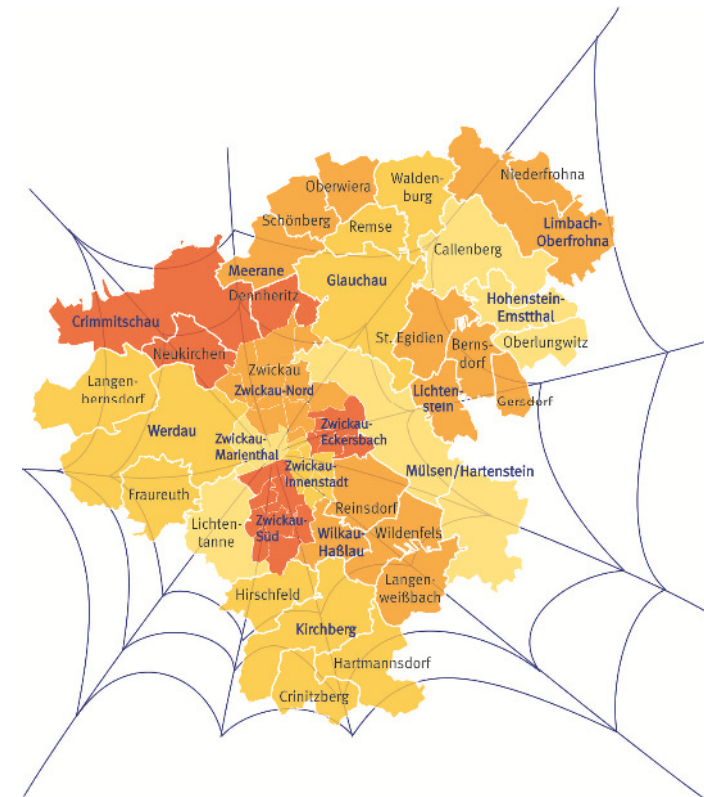 Niederfrohna
Walden-
burg
Oberwiera
Schönberg
Remse
Limbach-
Oberfrohna
Callenberg
Meerane
Glauchau
Dennheritz
Hohenstein-
Ernstthal
Crimmitschau
St. Egidien
Berns-
dorf
Oberlungwitz
Neukirchen
Zwickau
Langen-
bernsdorf
Zwickau-Nord
Lichten-
stein
Gersdorf
Zwickau-
Eckersbach
Werdau
Zwickau-
Marienthal
Zwickau-
Innenstadt
Mülsen/Hartenstein
Fraureuth
Reinsdorf
Lichten-
tanne
Zwickau-
Süd
Wilkau-
Haßlau
Wildenfels
Langen-
weißbach
Hirschfeld
Kirchberg
Hartmannsdorf
Crinitzberg